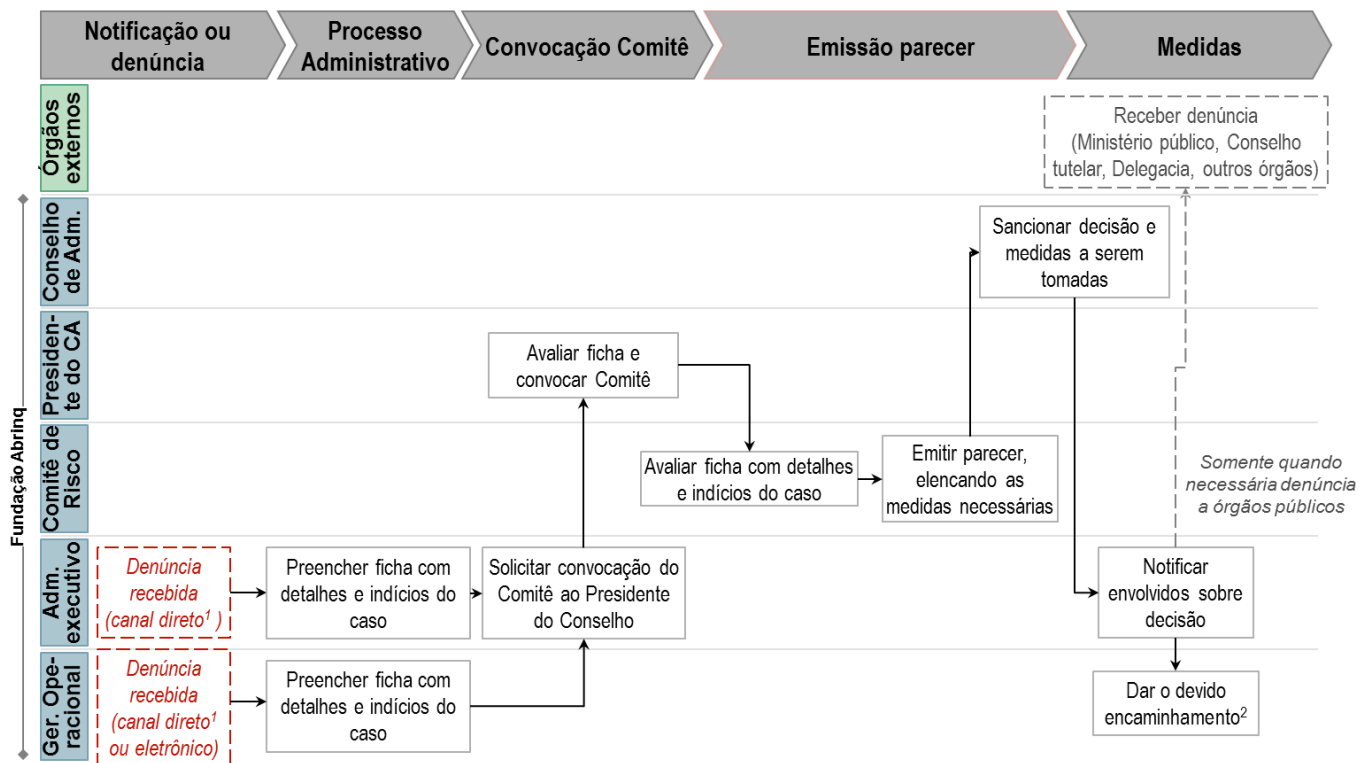 Notificação ou
denúncia
Processo
Administrativo
Convocação Comitê
Emissão parecer
Medidas
Órgãos
externos
Receber denúncia
(Ministério público, Conselho
tutelar, Delegacia, outros órgãos)
Fundação Abrinq
Conselho
de Adm.
Sancionar decisão e
medidas a serem
tomadas
Presiden-
te do CA
Avaliar ficha e
convocar Comitê
Comitê de
Risco
Avaliar ficha com detalhes
e indícios do caso
Emitir parecer,
elencando as
medidas necessárias
Somente quando
necessária denúncia
a órgãos públicos
Adm.
executivo
Denúncia
recebida
(canal direto¹ )
Preencher ficha com
detalhes e indícios do
caso
Solicitar convocação do
Comitê ao Presidente
do Conselho
Notificar
envolvidos sobre
decisão
Ger. Ope-
racional
Denúncia
recebida
(canal direto¹
ou eletrônico)
Preencher ficha com
detalhes e indícios do
caso
Dar o devido
encaminhamento²